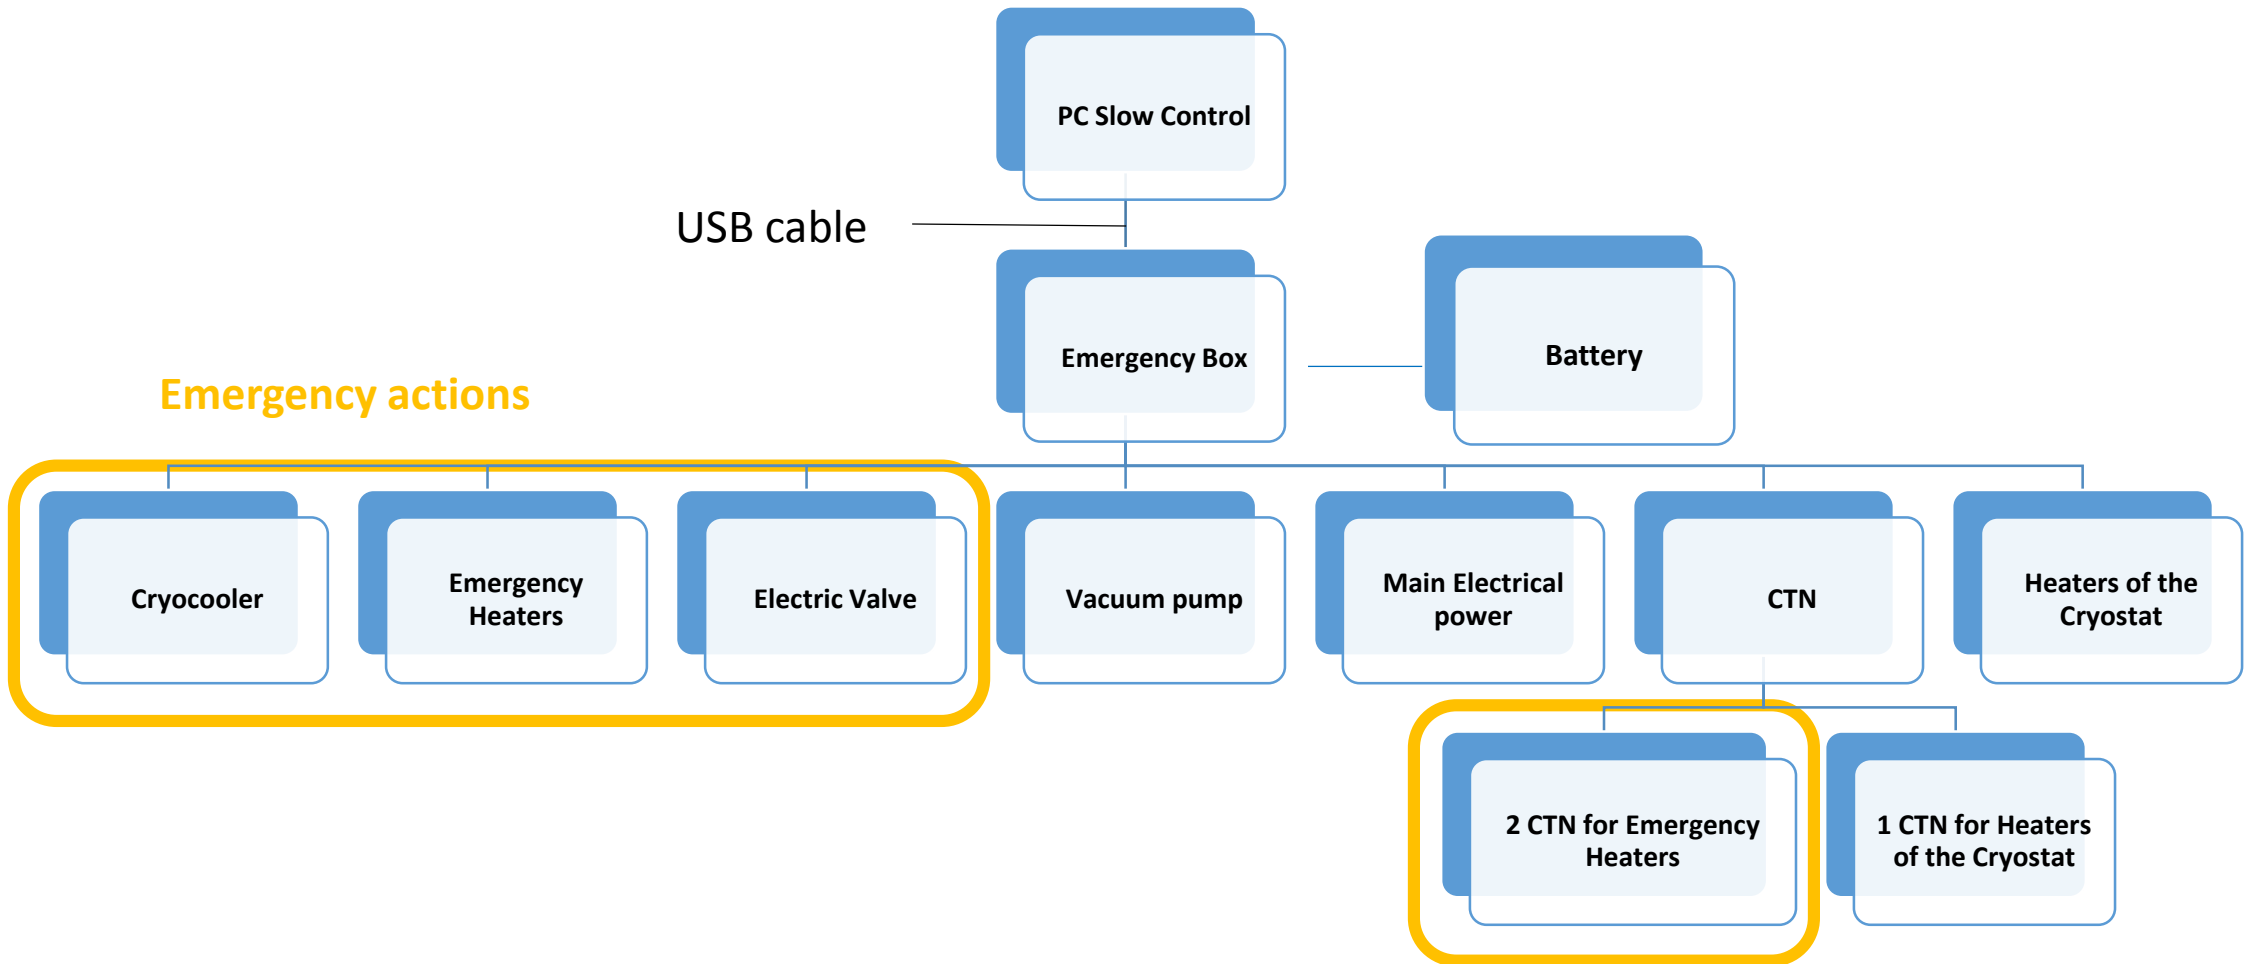 PC Slow Control
USB cable
Emergency Box
Battery
Emergency actions
Cryocooler
Emergency
Heaters
Electric Valve
Vacuum pump
Main Electrical
power
CTN
Heaters of the
Cryostat
2 CTN for Emergency
Heaters
1 CTN for Heaters
of the Cryostat